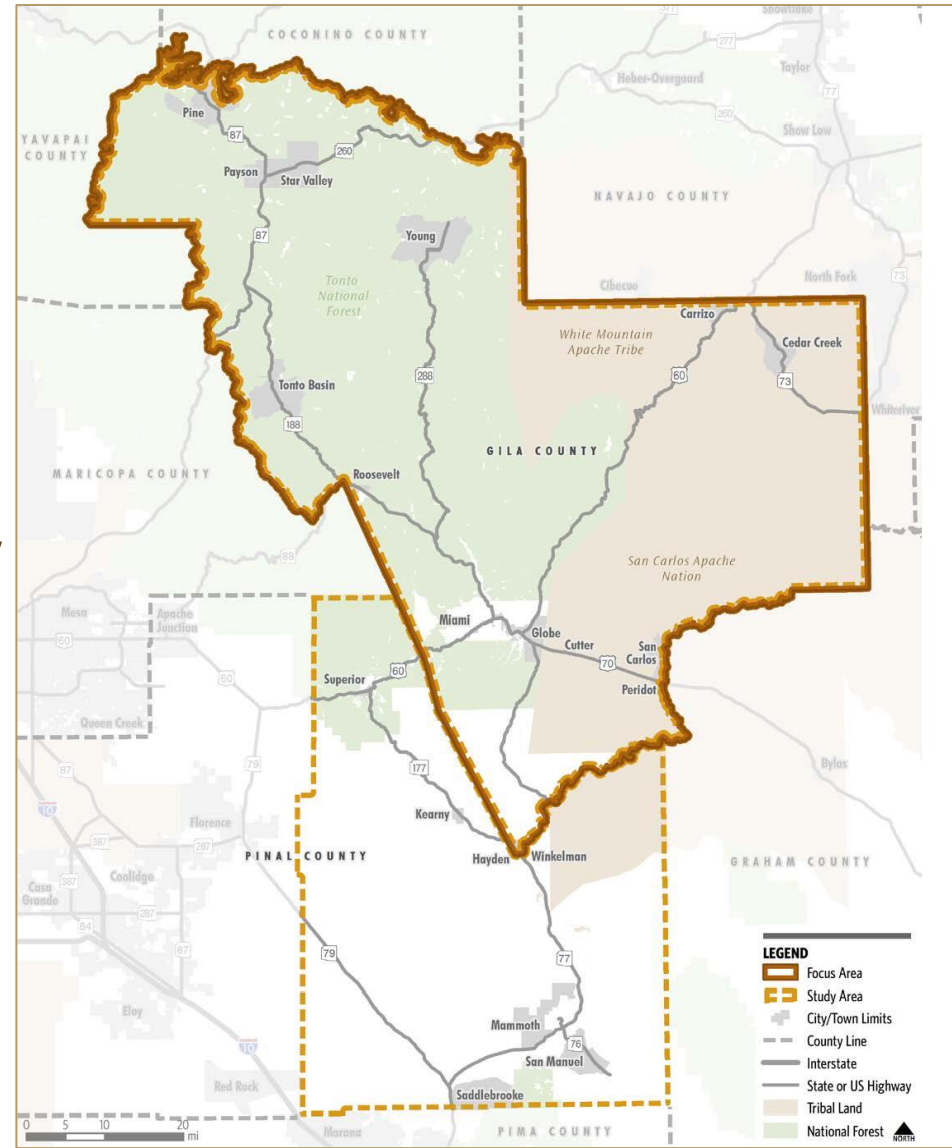 COCONINO COUNTY
Snowflake
277
77
Taylor
Heber-Overgaard
260
Show Low
Pine
87
YAVAPAI
COUNTY
260
Payson
Star Valley
NAVAJO COUNTY
Young
87
Tonto
National
Forest
Cibecue
North Fork
73
Carrizo
White Mountain
Apache Tribe
Cedar Creek
60
73
288
Tonto Basin
188
Whiteriver
GILA COUNTY
MARICOPA COUNTY
Roosevelt
88
San Carlos Apache
Nation
Mesa
60
Apache
Junction
Miami
Globe
Cutter
San
Carlos
70
Peridot
60
Superior
60
Queen Creek
79
177
Bylas
87
10
Kearny
Florence
387
287
PINAL COUNTY
Hayden
Winkelman
GRAHAM COUNTY
Casa
Grande
Coolidge
387
287
84
87
79
77
LEGEND
Focus Area
Study Area
City/Town Limits
County Line
Interstate
State or US Highway
Tribal Land
National Forest
NORTH
Eloy
Mammoth
10
76
San Manuel
Red Rock
Saddlebrooke
0 5 10 20
mi
Marana
PIMA COUNTY